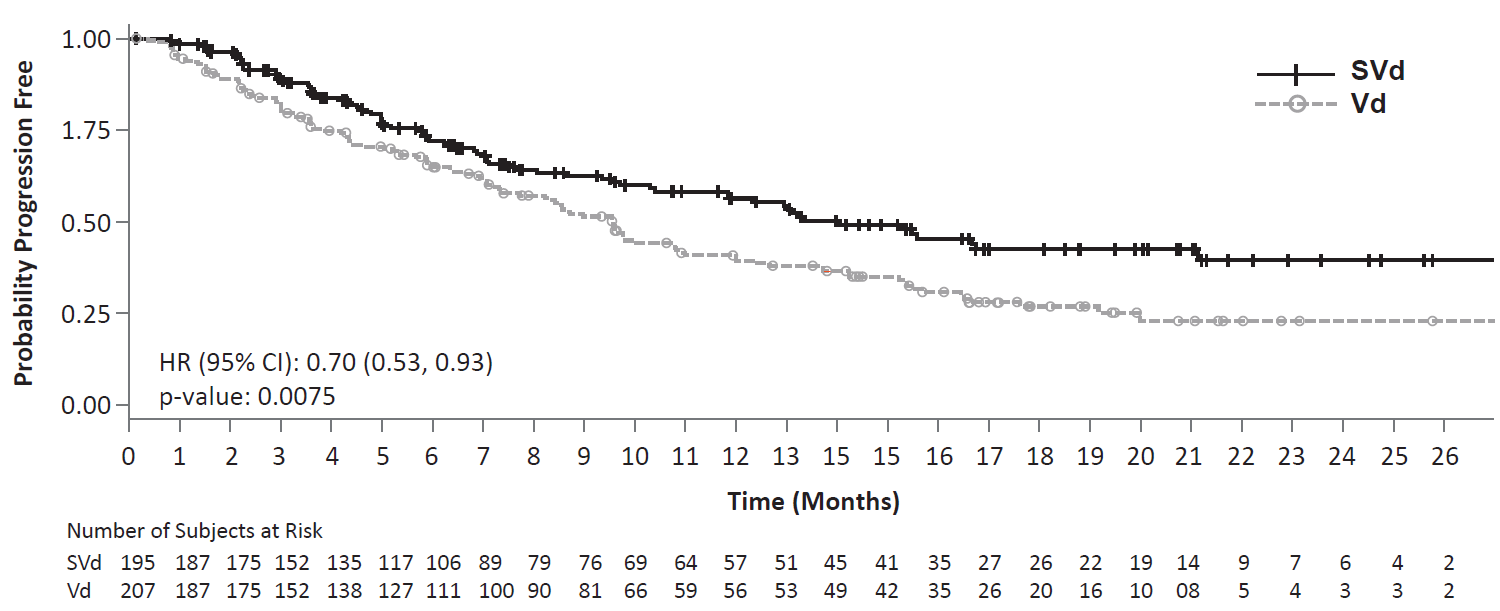 Probability Progression Free
1.00
1.75
0.50
0.25
0.00
SVd
Vd
HR (95% CI): 0.70 (0.53, 0.93)
p-value: 0.0075
0 1 2 3 4 5 6 7 8 9 10 11 12 13 15 15 16 17 18 19 20 21 22 23 24 25 26
Time (Months)
Number of Subjects at Risk
SVd 195 187 175 152 135 117 106 89 79 76 69 64 57 51 45 41 35 27 26 22 19 14 9 7 6 4 2
Vd 207 187 175 152 138 127 111 100 90 81 66 59 56 53 49 42 35 26 20 16 10 08 5 4 3 3 2